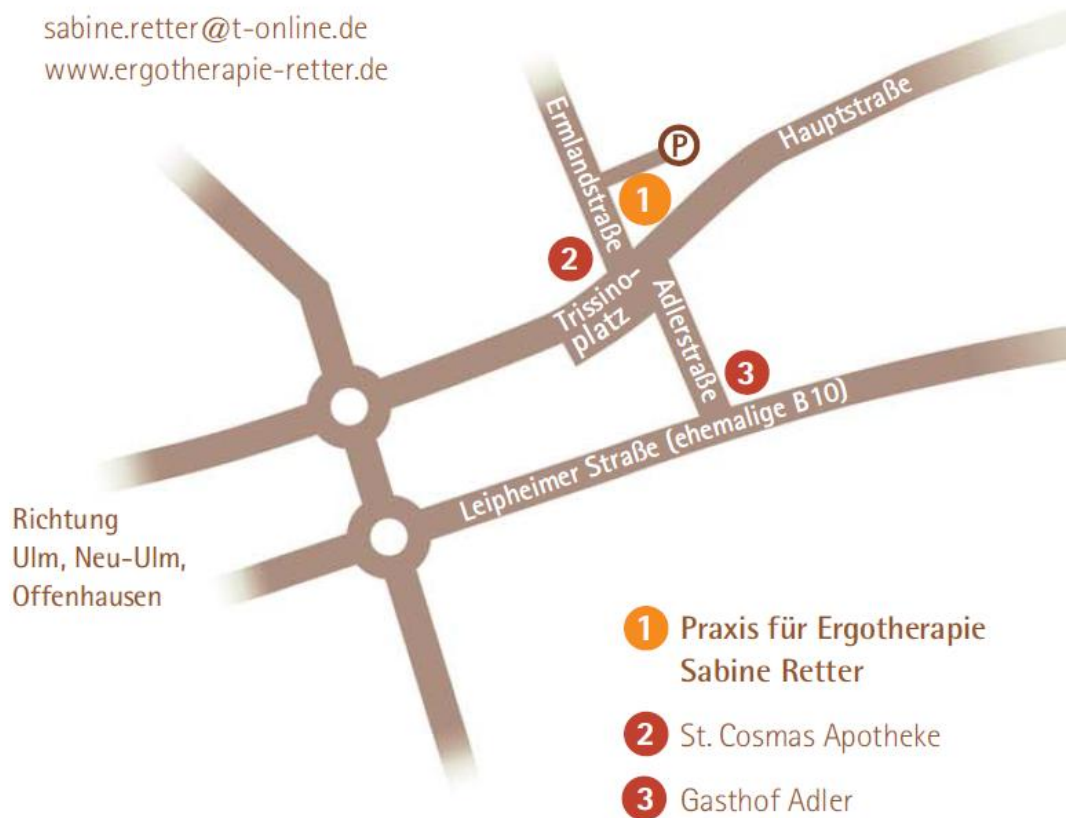 sabine.retter@t-online.de
www.ergotherapie-retter.de
Ermlandstraße
P
Hauptstraße
1
2
Trissino-
platz
Adlerstraße
3
Leipheimer Straße (ehemalige B10)
Richtung
Ulm, Neu-Ulm,
Offenhausen
1 Praxis für Ergotherapie
Sabine Retter
2 St. Cosmas Apotheke
3 Gasthof Adler